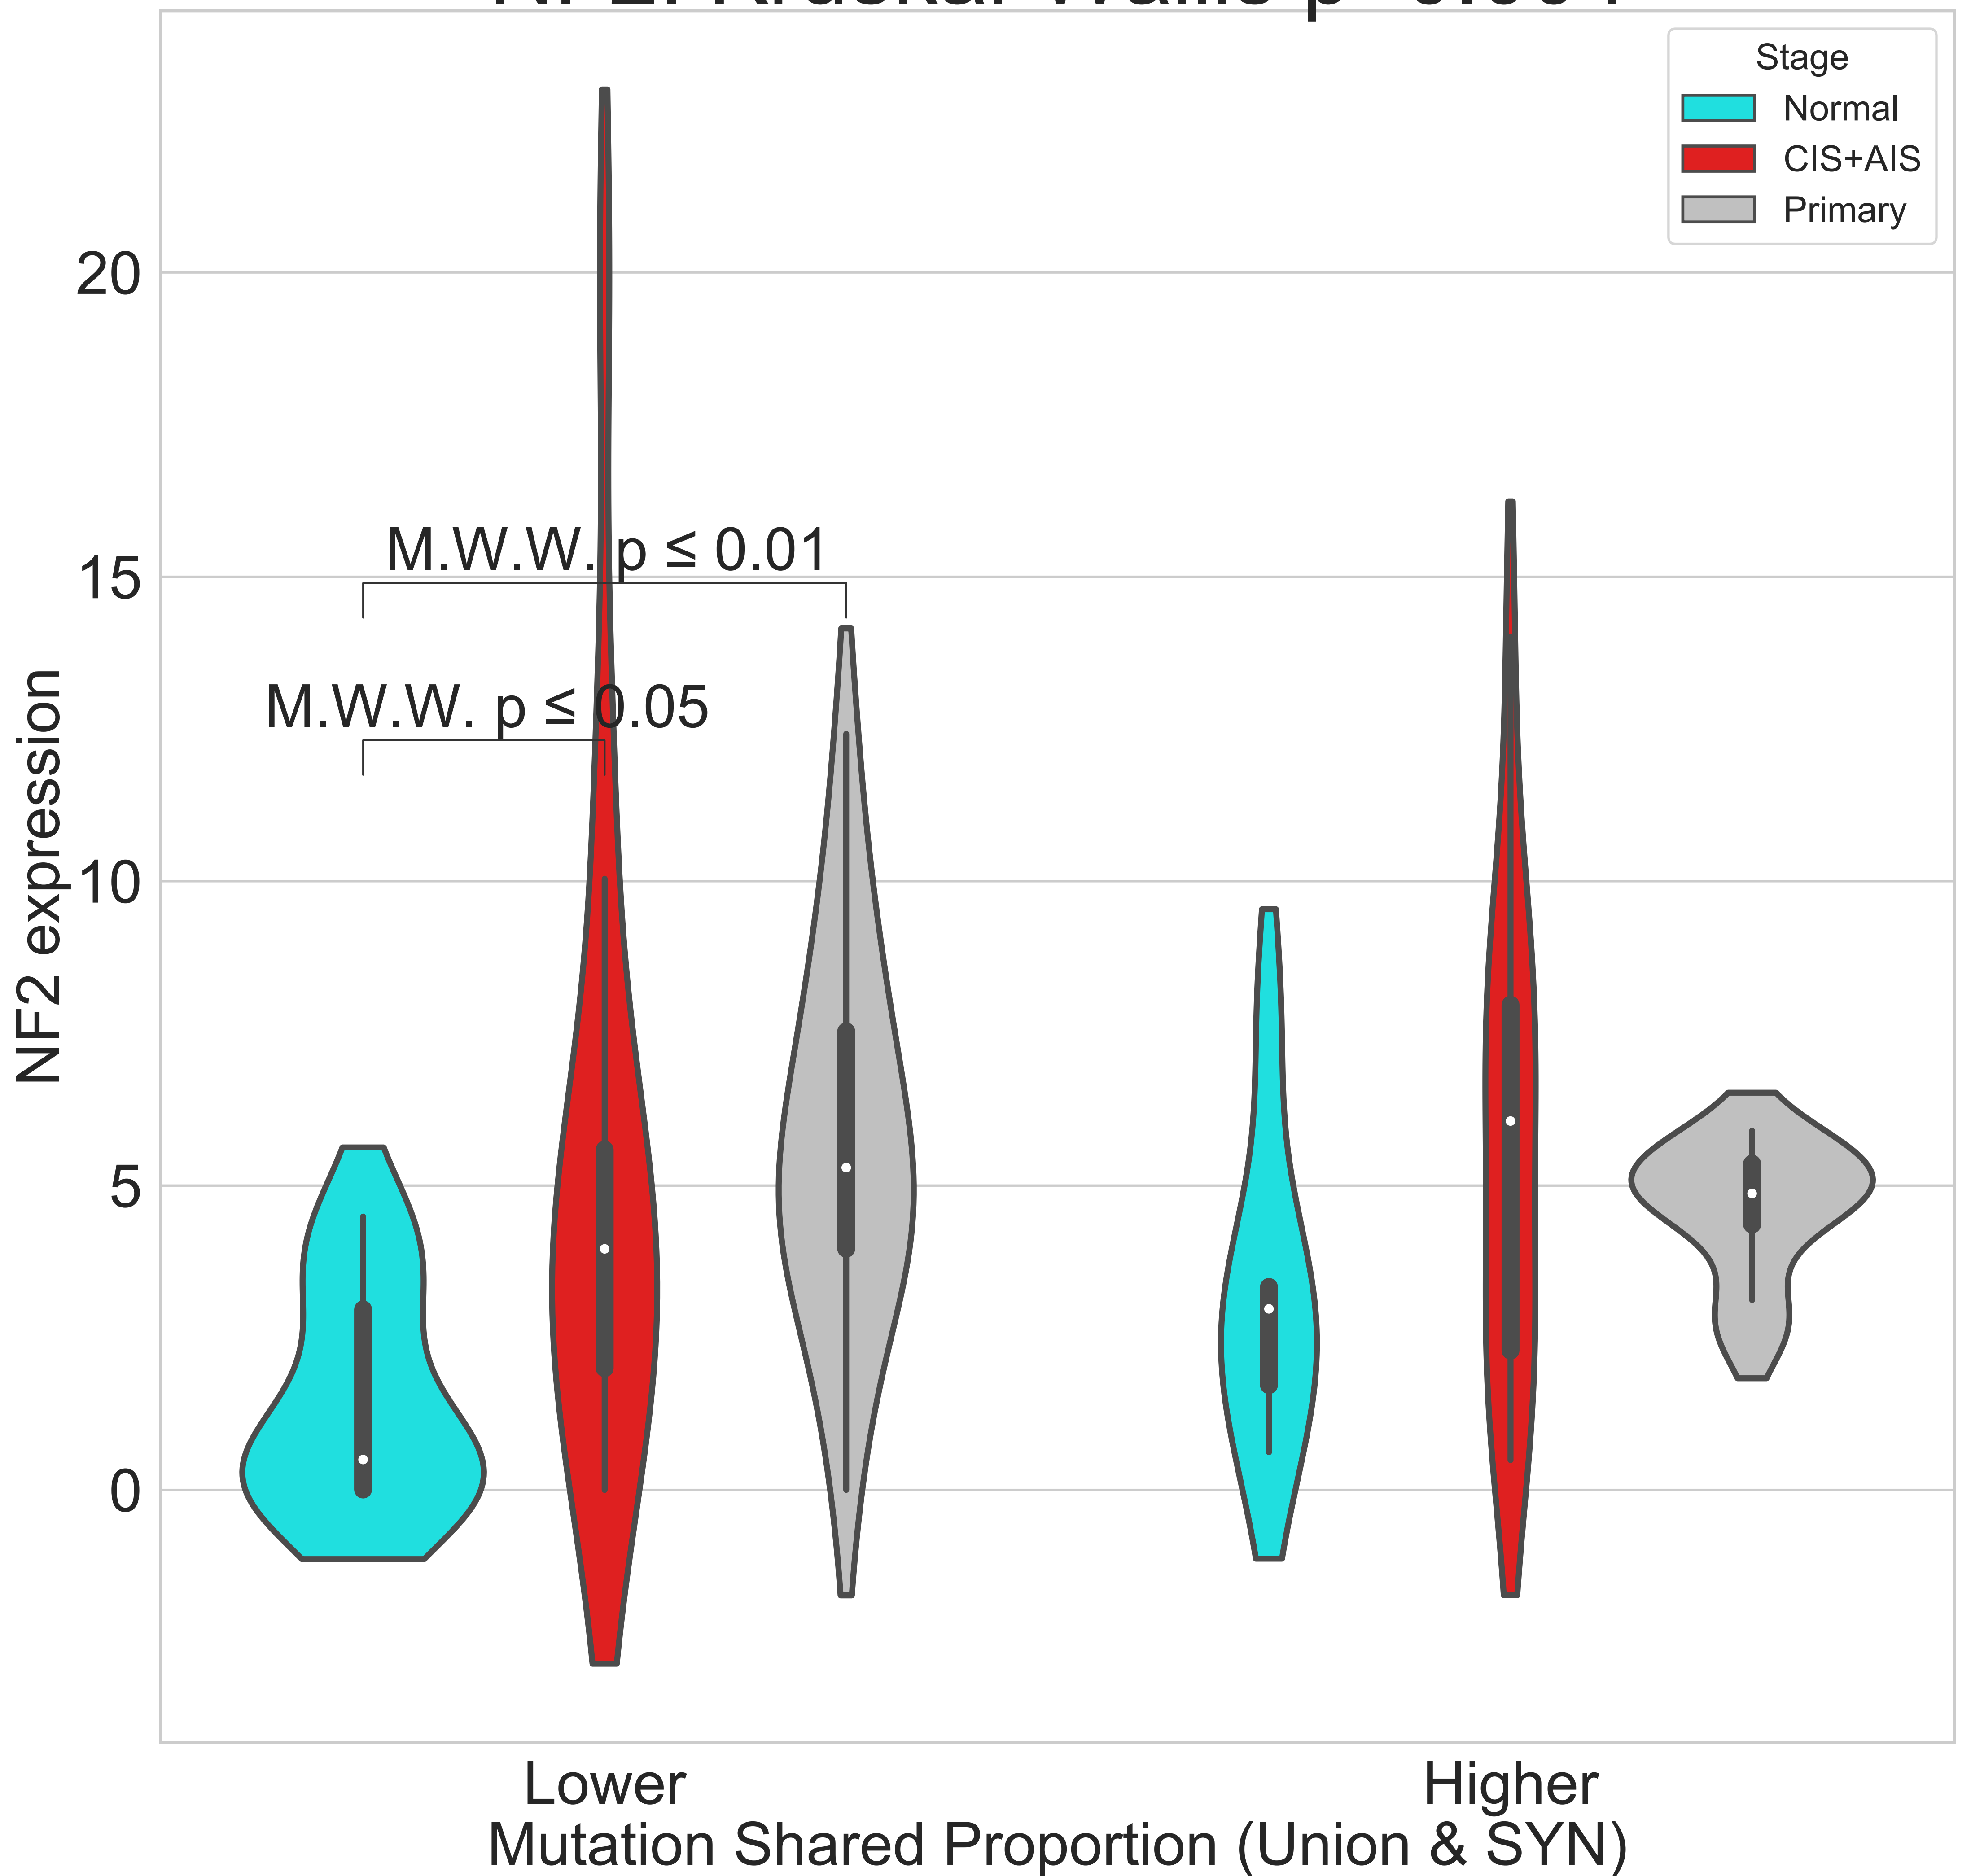 Stage
Normal
CIS+AIS
Primary
20
15
10
5
0
NF2 expression
M.W.W. p ≤ 0.01
M.W.W. p ≤ 0.05
Lower
Higher
Mutation Shared Proportion (Union & SYN)